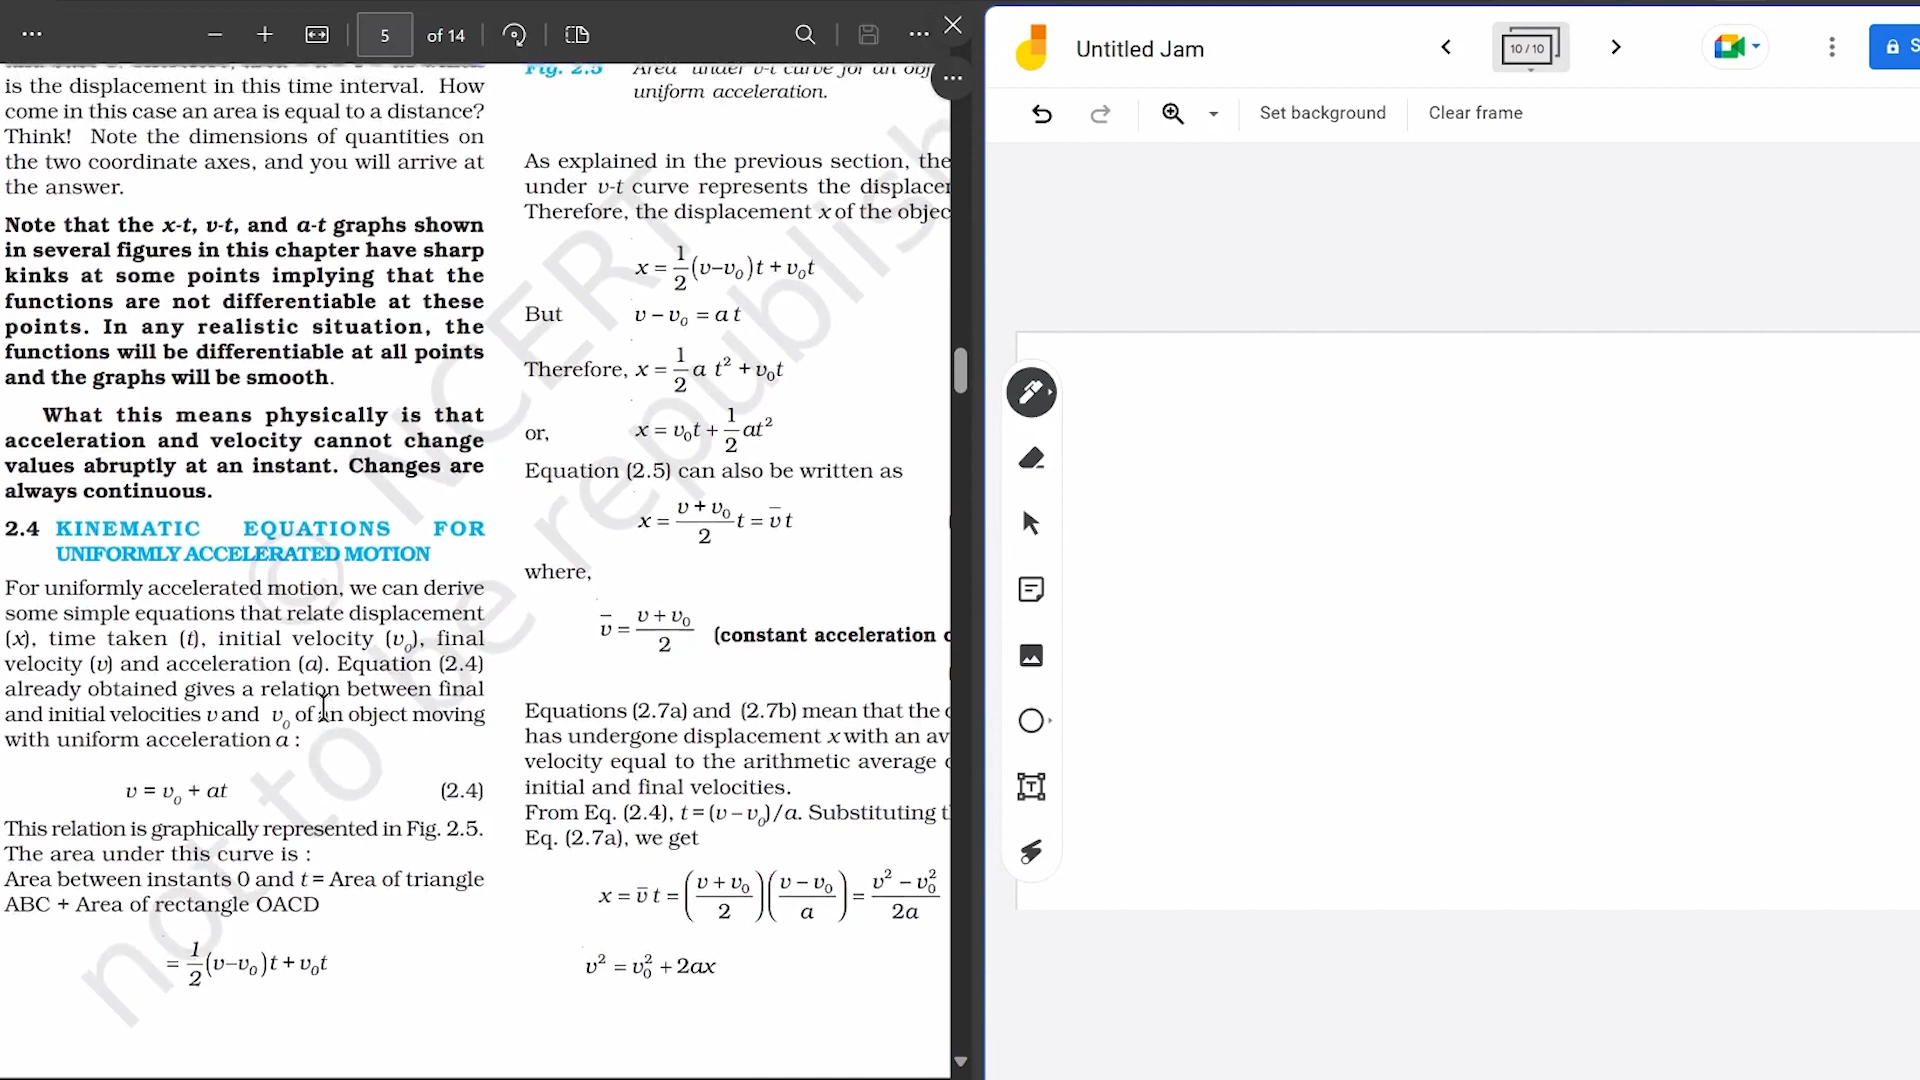 5 of 14
is the displacement in this time interval. How
come in this case an area is equal to a distance?
Think! Note the dimensions of quantities on
the two coordinate axes, and you will arrive at
the answer.
Note that the x-t, v-t, and a-t graphs shown
in several figures in this chapter have sharp
kinks at some points implying that the
functions are not differentiable at these
points. In any realistic situation, the
functions will be differentiable at all points
and the graphs will be smooth.
What this means physically is that
acceleration and velocity cannot change
values abruptly at an instant. Changes are
always continuous.
2.4 KINEMATIC EQUATIONS FOR
UNIFORMLY ACCELERATED MOTION
For uniformly accelerated motion, we can derive
some simple equations that relate displacement
(x), time taken (t), initial velocity (v₀), final
velocity (v) and acceleration (a). Equation (2.4)
already obtained gives a relation between final
and initial velocities v and v₀ of an object moving
with uniform acceleration a :
v = v₀ + at (2.4)
This relation is graphically represented in Fig. 2.5.
The area under this curve is :
Area between instants 0 and t = Area of triangle
ABC + Area of rectangle OACD
= 1/2 (v–v₀)t + v₀t
Fig. 2.5 Area under v-t curve for an obj
uniform acceleration.
As explained in the previous section, the
under v-t curve represents the displacer
Therefore, the displacement x of the objec
x = 1/2 (v–v₀)t + v₀t
But v – v₀ = a t
Therefore, x = 1/2 a t² + v₀t
or, x = v₀t + 1/2 at²
Equation (2.5) can also be written as
x = (v + v₀)/2 t = v̄ t
where,
v̄ = (v + v₀)/2 (constant acceleration
Equations (2.7a) and (2.7b) mean that the
has undergone displacement x with an av
velocity equal to the arithmetic average
initial and final velocities.
From Eq. (2.4), t = (v – v₀)/a. Substituting t
Eq. (2.7a), we get
x = v̄ t = ((v + v₀)/2)((v – v₀)/a) = (v² – v₀²)/2a
v² = v₀² + 2ax
© NCERT
not to be republish
Untitled Jam
10 / 10
S
Set background
Clear frame
T